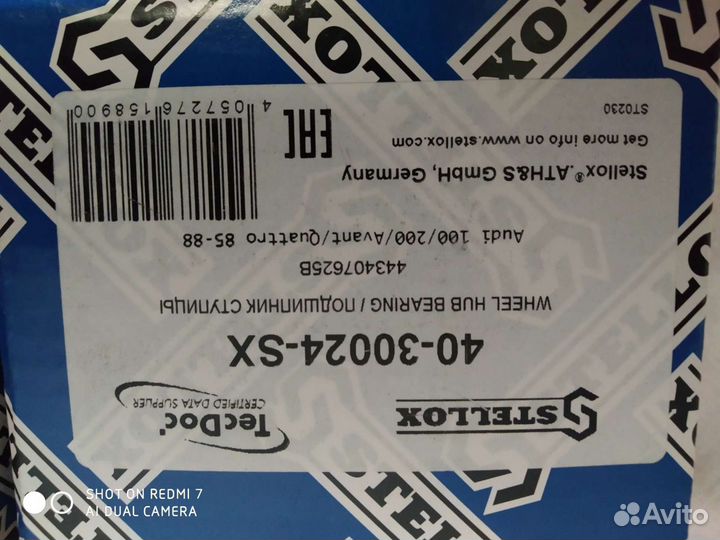 STELLOX
TecDoc
CERTIFIED DATA SUPPLIER
40-30024-SX
WHEEL HUB BEARING / ПОДШИПНИК СТУПИЦЫ
443407625B
Audi 100/200/Avant/Quattro 85-88
Stellox®.ATH&S GmbH, Germany
Get more info on www.stellox.com
ST0230
EAC
4 057276 158900
SHOT ON REDMI 7
AI DUAL CAMERA
Avito